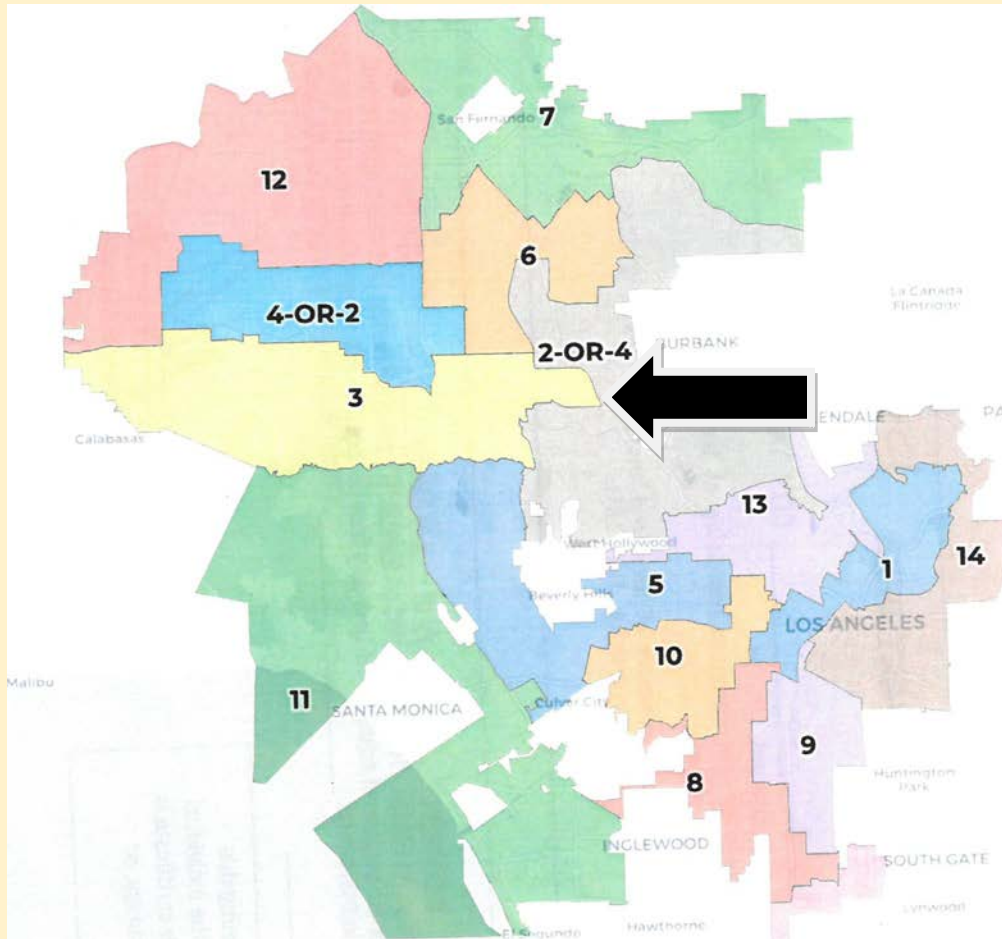 San Fernando
7
12
6
La Canada
Flintridge
4-OR-2
2-OR-4
BURBANK
3
ENDALE
PA
Calabasas
13
West Hollywood
14
1
5
Beverly Hills
LOS ANGELES
10
Malibu
11
SANTA MONICA
Culver City
9
8
Huntington
Park
INGLEWOOD
SOUTH GATE
Lynwood
El Segundo
Hawthorne